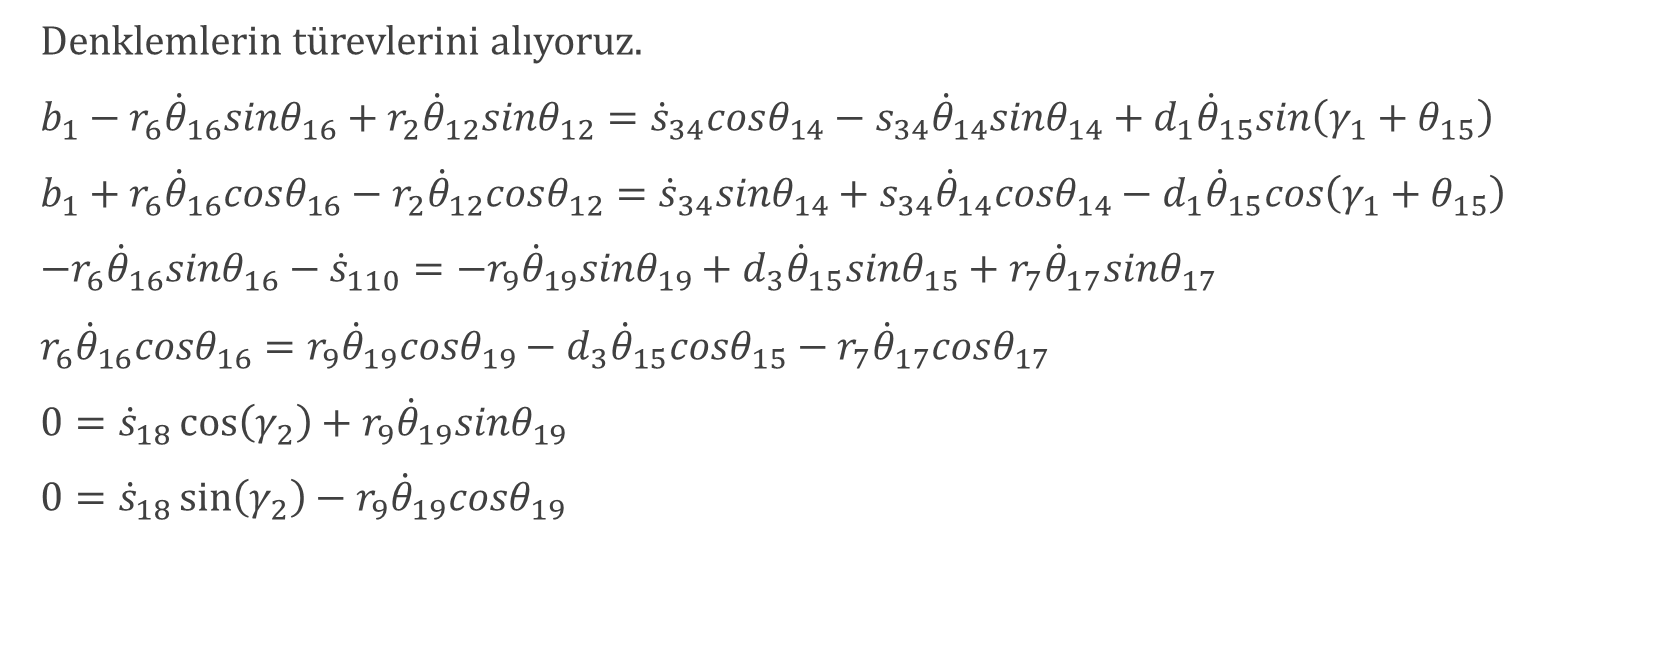 Denklemlerin türevlerini alıyoruz.
b₁ − r₆θ̇₁₆sinθ₁₆ + r₂θ̇₁₂sinθ₁₂ = ṡ₃₄cosθ₁₄ − s₃₄θ̇₁₄sinθ₁₄ + d₁θ̇₁₅sin(γ₁ + θ₁₅)
b₁ + r₆θ̇₁₆cosθ₁₆ − r₂θ̇₁₂cosθ₁₂ = ṡ₃₄sinθ₁₄ + s₃₄θ̇₁₄cosθ₁₄ − d₁θ̇₁₅cos(γ₁ + θ₁₅)
−r₆θ̇₁₆sinθ₁₆ − ṡ₁₁₀ = −r₉θ̇₁₉sinθ₁₉ + d₃θ̇₁₅sinθ₁₅ + r₇θ̇₁₇sinθ₁₇
r₆θ̇₁₆cosθ₁₆ = r₉θ̇₁₉cosθ₁₉ − d₃θ̇₁₅cosθ₁₅ − r₇θ̇₁₇cosθ₁₇
0 = ṡ₁₈ cos(γ₂) + r₉θ̇₁₉sinθ₁₉
0 = ṡ₁₈ sin(γ₂) − r₉θ̇₁₉cosθ₁₉